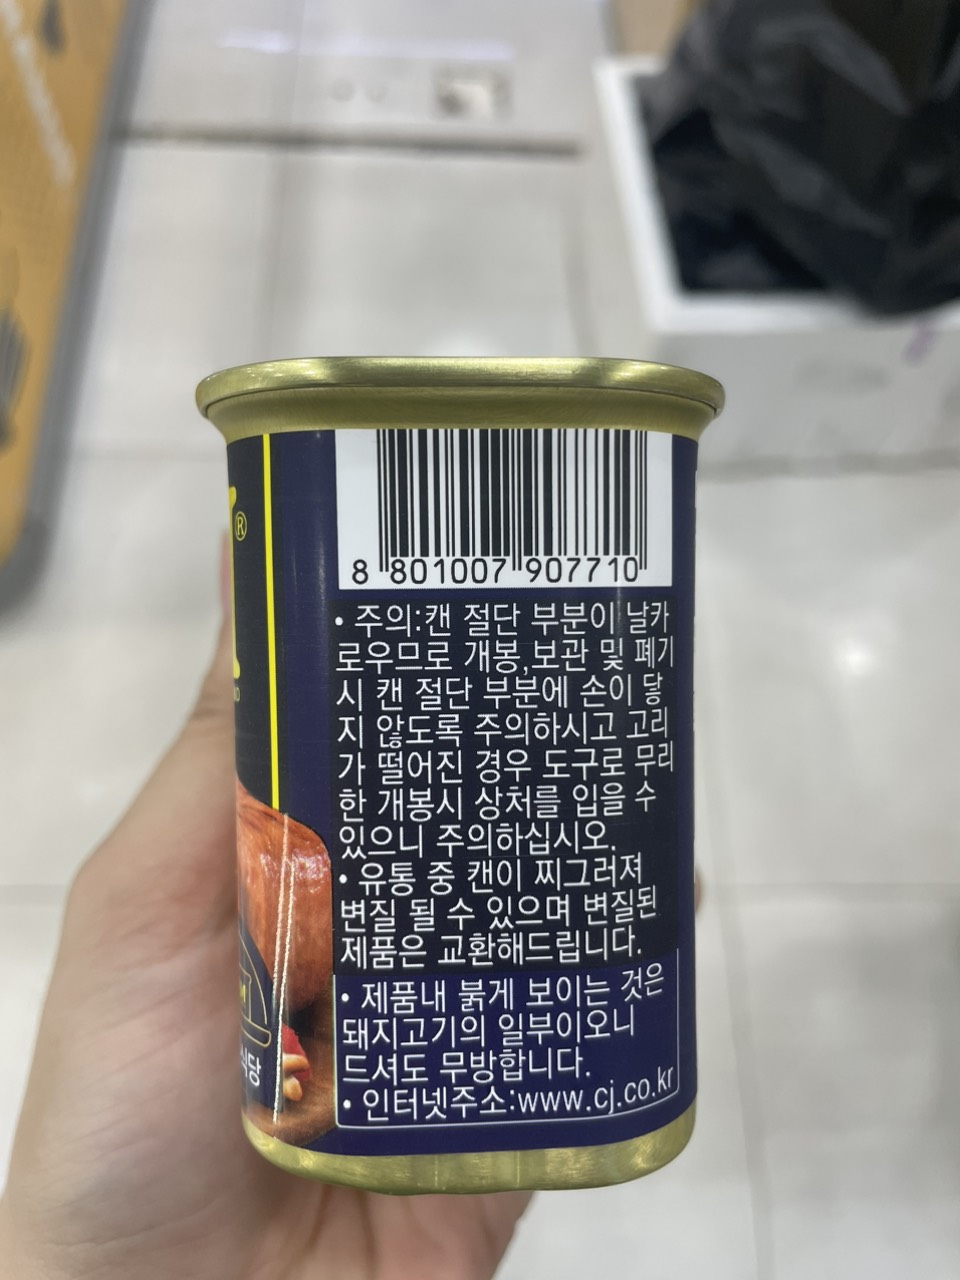 ®
8 801007 907710
• 주의:캔 절단 부분이 날카
로우므로 개봉,보관 및 폐기
시 캔 절단 부분에 손이 닿
지 않도록 주의하시고 고리
가 떨어진 경우 도구로 무리
한 개봉시 상처를 입을 수
있으니 주의하십시오.
• 유통 중 캔이 찌그러져
변질 될 수 있으며 변질된
제품은 교환해드립니다.
• 제품내 붉게 보이는 것은
돼지고기의 일부이오니
드셔도 무방합니다.
• 인터넷주소:www.cj.co.kr
식당